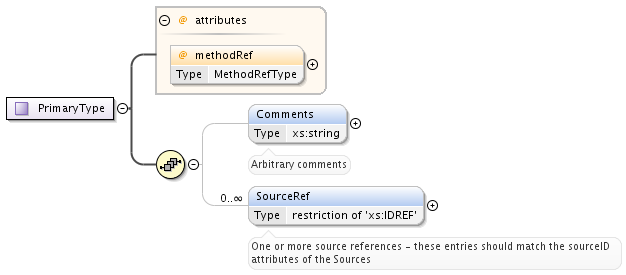 attributes
@ methodRef
Type MethodRefType
PrimaryType
Comments
Type xs:string
Arbitrary comments
0..∞
SourceRef
Type restriction of 'xs:IDREF'
One or more source references - these entries should match the sourceID
attributes of the Sources